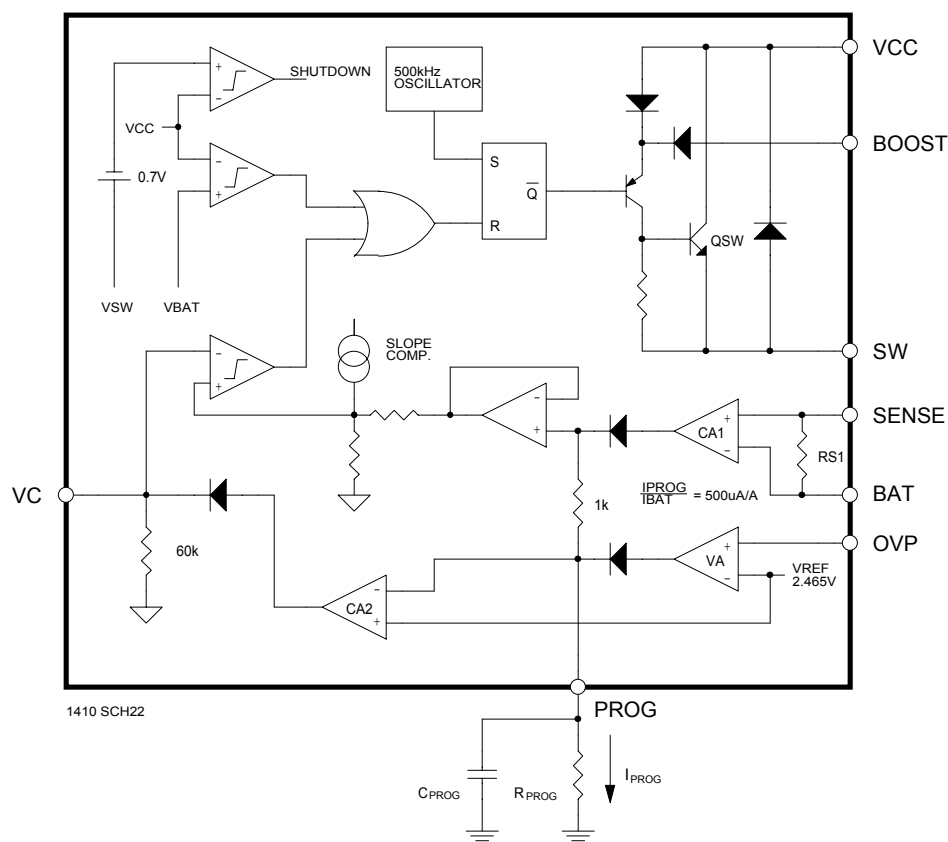 VCC
SHUTDOWN
500kHz
OSCILLATOR
+
−
VCC
BOOST
−
+
0.7V
S
Q
R
QSW
VSW
VBAT
SLOPE
COMP.
SW
−
+
−
+
CA1
+
−
SENSE
RS1
VC
1k
IPROG
IBAT
= 500uA/A
BAT
60k
OVP
VA
+
−
VREF
2.465V
CA2
−
+
1410 SCH22
PROG
CPROG
RPROG
IPROG